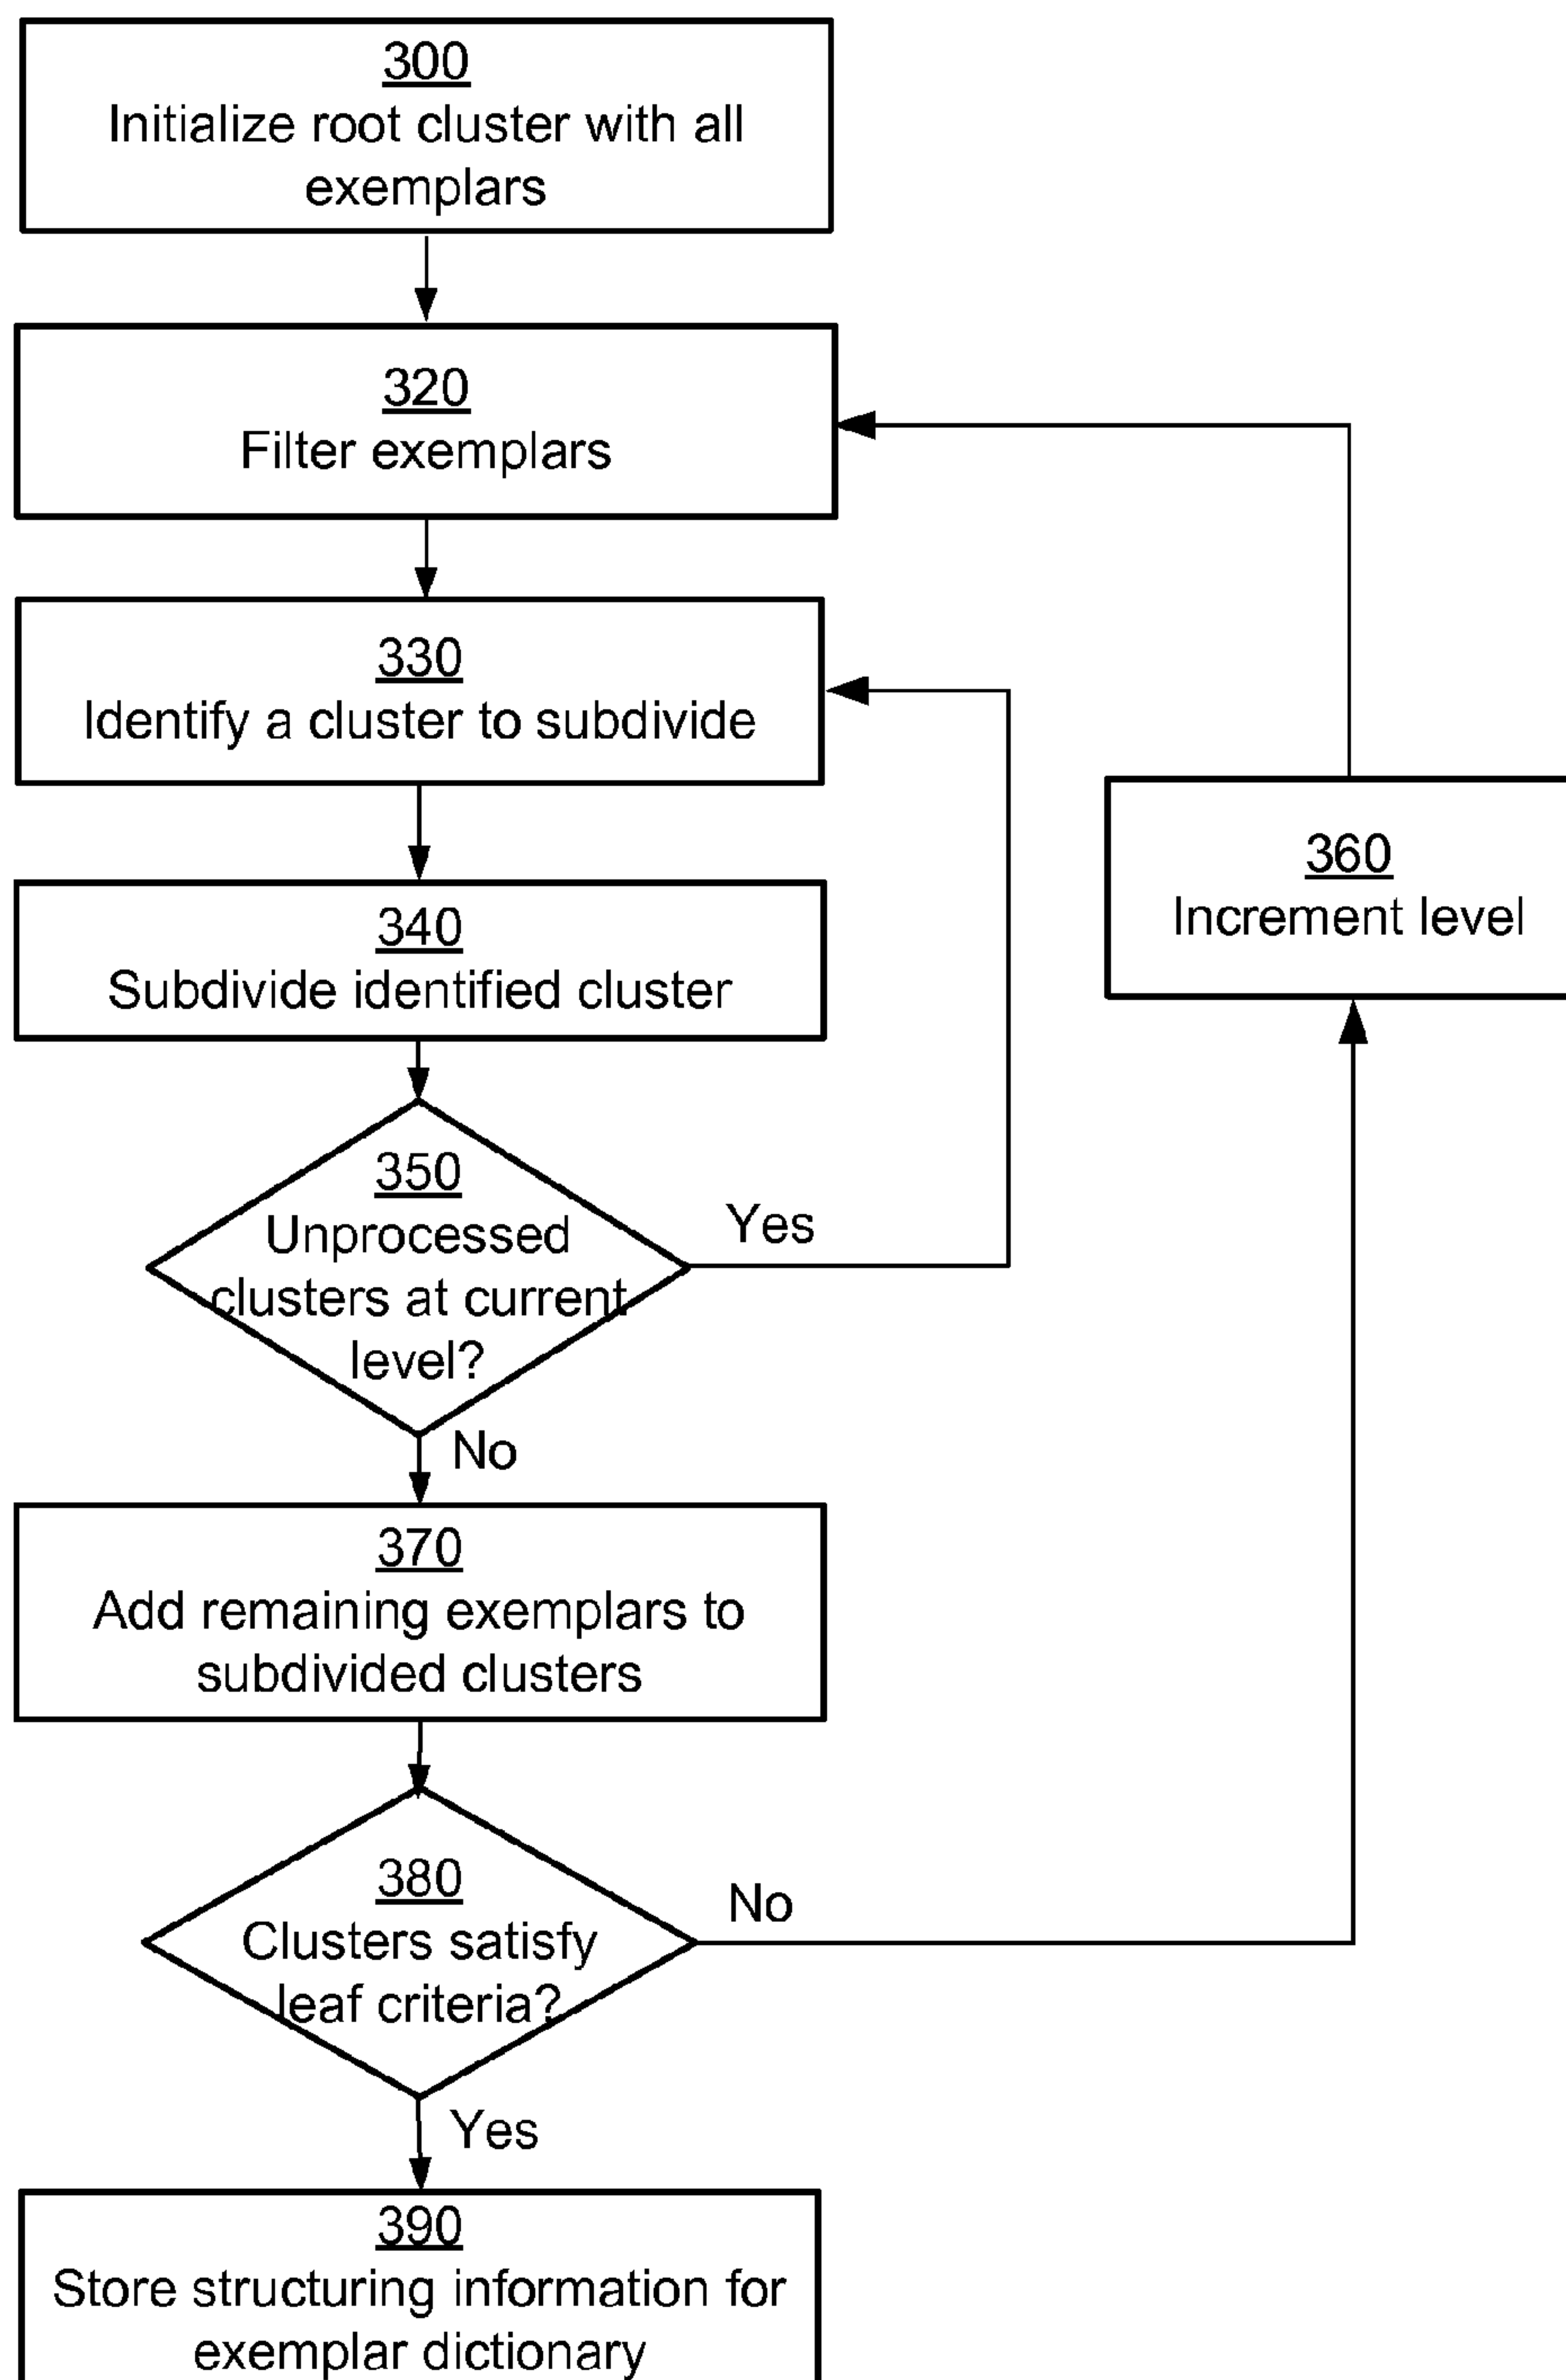 300
Initialize root cluster with all
exemplars
320
Filter exemplars
330
Identify a cluster to subdivide
360
Increment level
340
Subdivide identified cluster
350
Unprocessed
clusters at current
level?
Yes
No
370
Add remaining exemplars to
subdivided clusters
380
Clusters satisfy
leaf criteria?
No
Yes
390
Store structuring information for
exemplar dictionary